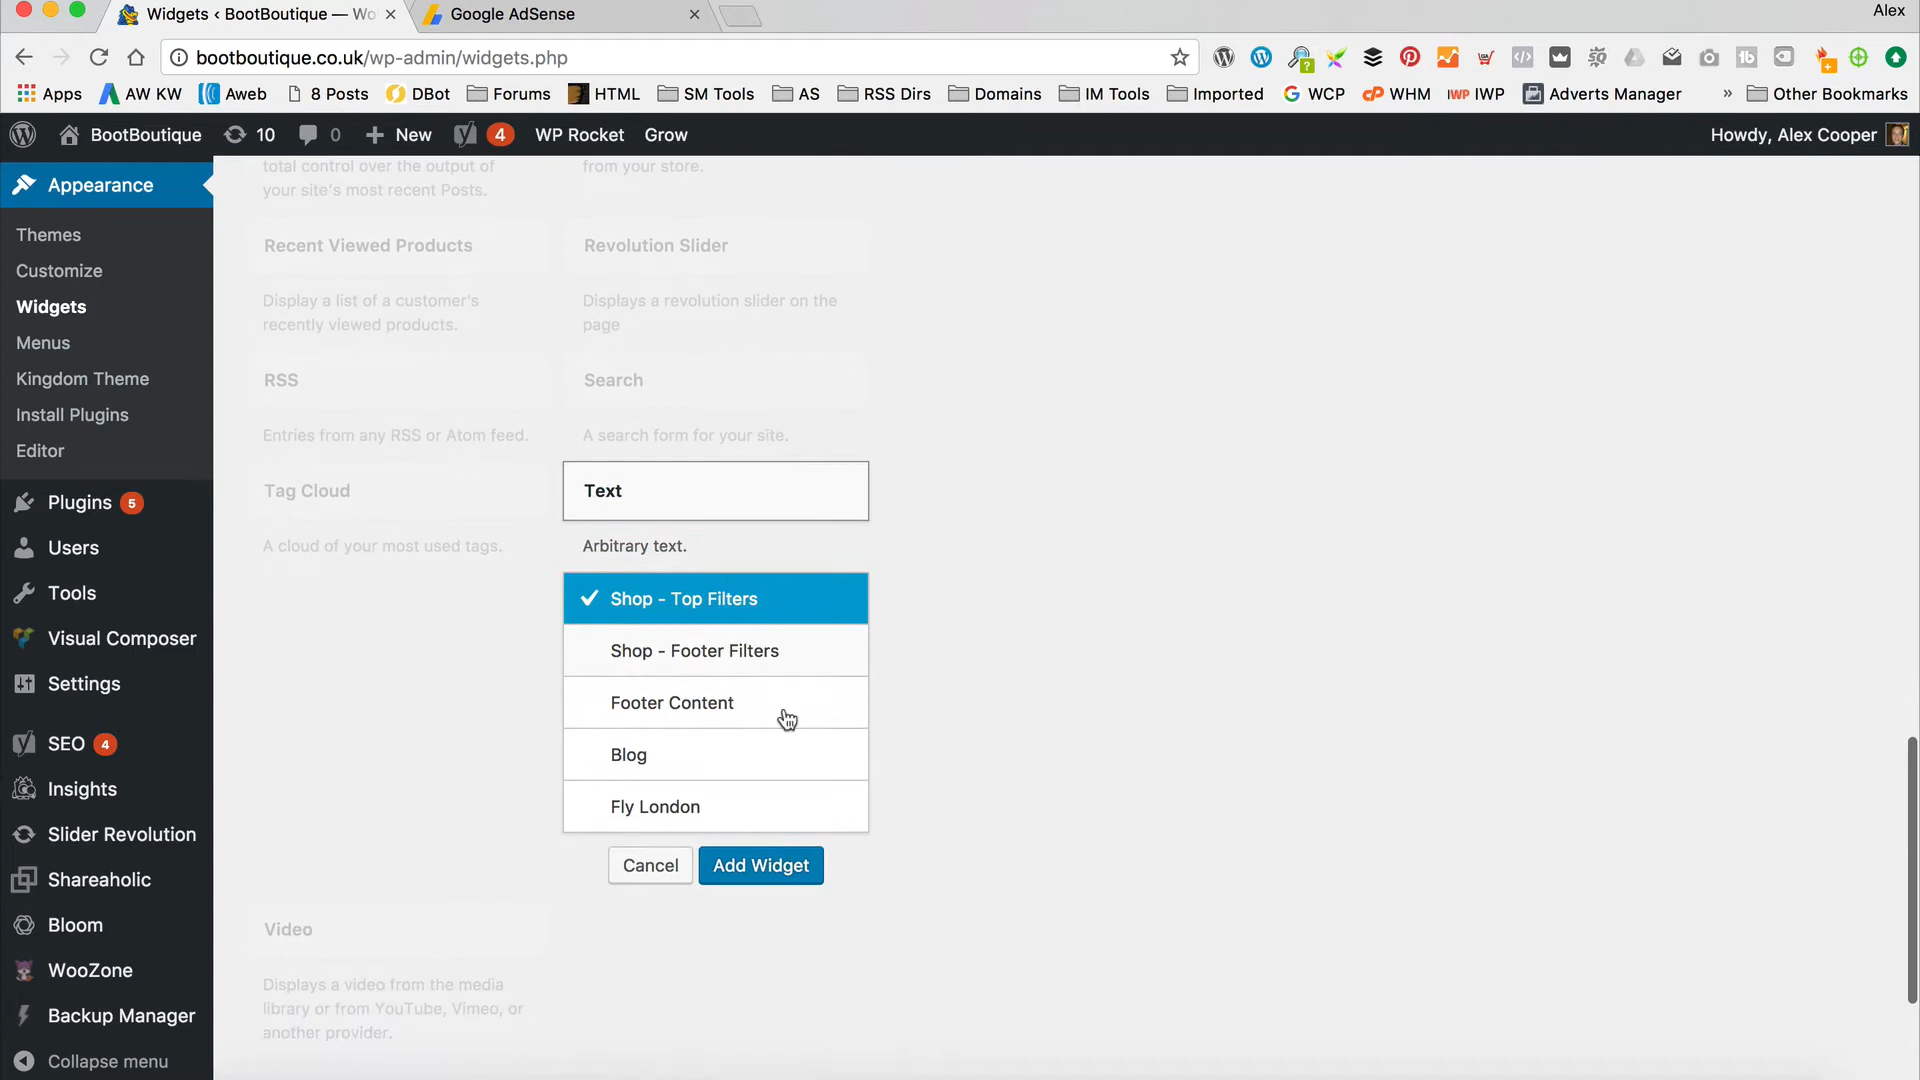 Widgets ‹ BootBoutique — Wo
Google AdSense
Alex
bootboutique.co.uk/wp-admin/widgets.php
Apps
AW KW
Aweb
8 Posts
DBot
Forums
HTML
SM Tools
AS
RSS Dirs
Domains
IM Tools
Imported
WCP
WHM
IWP
Adverts Manager
»
Other Bookmarks
BootBoutique
10
0
New
4
WP Rocket
Grow
Howdy, Alex Cooper
Appearance
Themes
Customize
Widgets
Menus
Kingdom Theme
Install Plugins
Editor
Plugins 5
Users
Tools
Visual Composer
Settings
SEO 4
Insights
Slider Revolution
Shareaholic
Bloom
WooZone
Backup Manager
Collapse menu
total control over the output of
your site's most recent Posts.
from your store.
Recent Viewed Products
Display a list of a customer's
recently viewed products.
Revolution Slider
Displays a revolution slider on the
page
RSS
Entries from any RSS or Atom feed.
Search
A search form for your site.
Tag Cloud
A cloud of your most used tags.
Text
Arbitrary text.
Shop - Top Filters
Shop - Footer Filters
Footer Content
Blog
Fly London
Cancel
Add Widget
Video
Displays a video from the media
library or from YouTube, Vimeo, or
another provider.